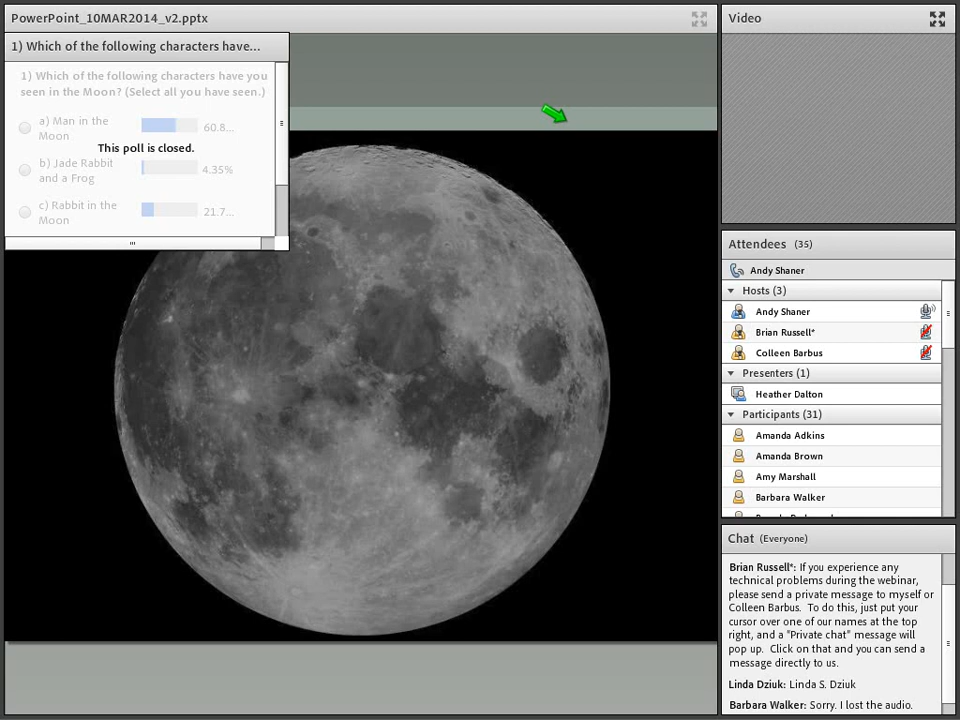 PowerPoint_10MAR2014_v2.pptx
1) Which of the following characters have...
1) Which of the following characters have you
seen in the Moon? (Select all you have seen.)
a) Man in the
Moon
60.8...
This poll is closed.
b) Jade Rabbit
and a Frog
4.35%
c) Rabbit in the
Moon
21.7...
Video
Attendees (35)
Andy Shaner
Hosts (3)
Andy Shaner
Brian Russell*
Colleen Barbus
Presenters (1)
Heather Dalton
Participants (31)
Amanda Adkins
Amanda Brown
Amy Marshall
Barbara Walker
Chat (Everyone)
Brian Russell*: If you experience any
technical problems during the webinar,
please send a private message to myself or
Colleen Barbus. To do this, just put your
cursor over one of our names at the top
right, and a "Private chat" message will
pop up. Click on that and you can send a
message directly to us.
Linda Dziuk: Linda S. Dziuk
Barbara Walker: Sorry. I lost the audio.